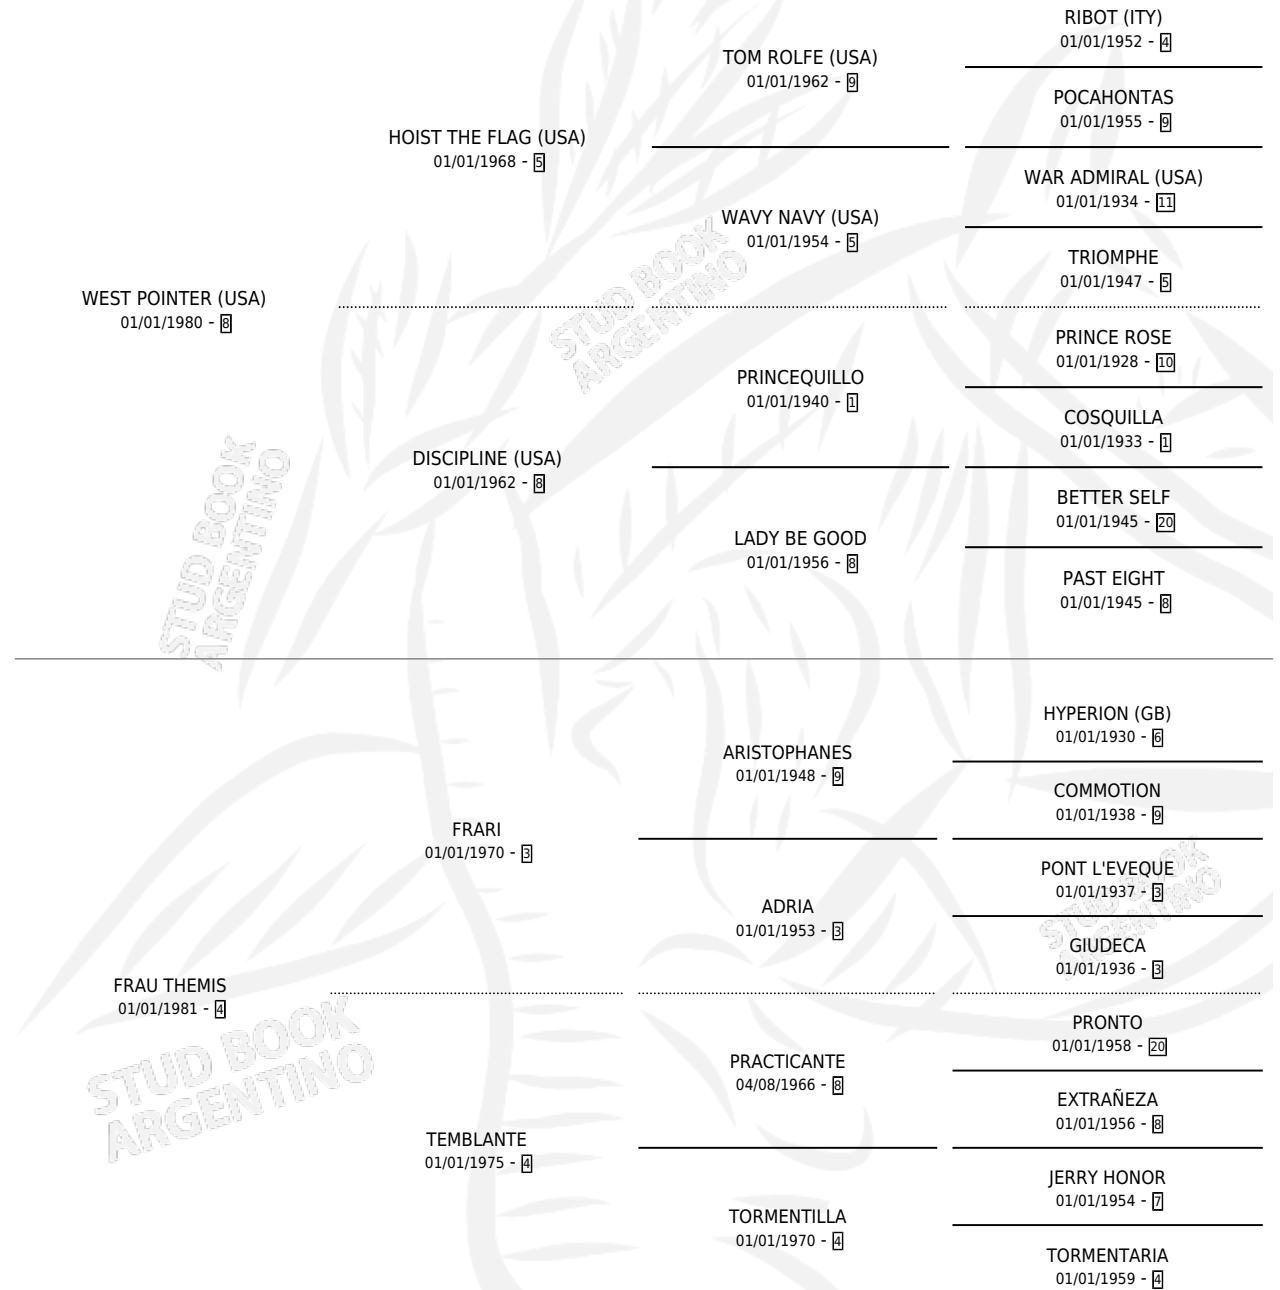 RIBOT (ITY)
01/01/1952 - 4
TOM ROLFE (USA)
01/01/1962 - 9
POCAHONTAS
01/01/1955 - 9
HOIST THE FLAG (USA)
01/01/1968 - 5
WAR ADMIRAL (USA)
01/01/1934 - 11
WAVY NAVY (USA)
01/01/1954 - 5
TRIOMPHE
01/01/1947 - 5
WEST POINTER (USA)
01/01/1980 - 8
PRINCE ROSE
01/01/1928 - 10
PRINCEQUILLO
01/01/1940 - 1
COSQUILLA
01/01/1933 - 1
DISCIPLINE (USA)
01/01/1962 - 8
BETTER SELF
01/01/1945 - 20
LADY BE GOOD
01/01/1956 - 8
PAST EIGHT
01/01/1945 - 8
HYPERION (GB)
01/01/1930 - 6
ARISTOPHANES
01/01/1948 - 9
COMMOTION
01/01/1938 - 9
FRARI
01/01/1970 - 3
PONT L'EVEQUE
01/01/1937 - 3
ADRIA
01/01/1953 - 3
GIUDECA
01/01/1936 - 3
FRAU THEMIS
01/01/1981 - 4
PRONTO
01/01/1958 - 20
PRACTICANTE
04/08/1966 - 8
EXTRAÑEZA
01/01/1956 - 8
TEMBLANTE
01/01/1975 - 4
JERRY HONOR
01/01/1954 - 7
TORMENTILLA
01/01/1970 - 4
TORMENTARIA
01/01/1959 - 4
STUD BOOK
ARGENTINO
STUD BOOK
ARGENTINO
STUD BOOK
ARGENTINO
STUD BOOK
ARGENTINO